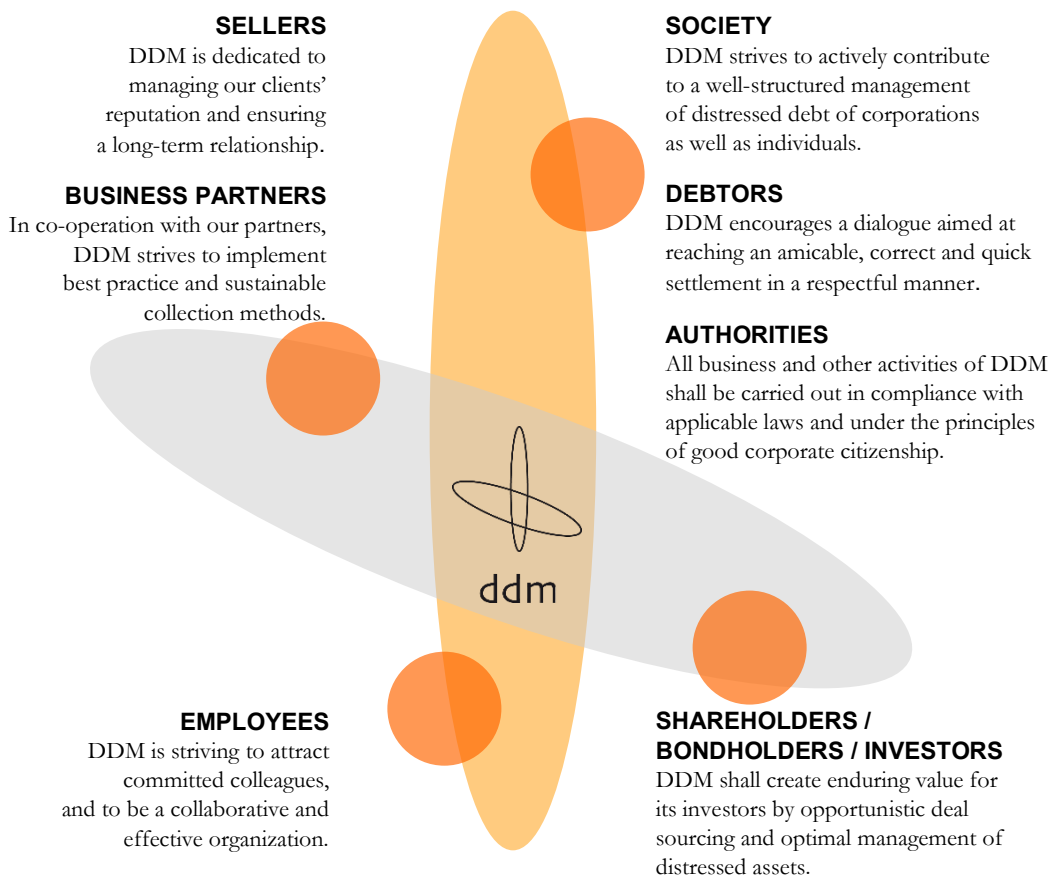 SELLERS
DDM is dedicated to
managing our clients’
reputation and ensuring
a long-term relationship.
BUSINESS PARTNERS
In co-operation with our partners,
DDM strives to implement
best practice and sustainable
collection methods.
SOCIETY
DDM strives to actively contribute
to a well-structured management
of distressed debt of corporations
as well as individuals.
DEBTORS
DDM encourages a dialogue aimed at
reaching an amicable, correct and quick
settlement in a respectful manner.
AUTHORITIES
All business and other activities of DDM
shall be carried out in compliance with
applicable laws and under the principles
of good corporate citizenship.
ddm
EMPLOYEES
DDM is striving to attract
committed colleagues,
and to be a collaborative and
effective organization.
SHAREHOLDERS /
BONDHOLDERS / INVESTORS
DDM shall create enduring value for
its investors by opportunistic deal
sourcing and optimal management of
distressed assets.